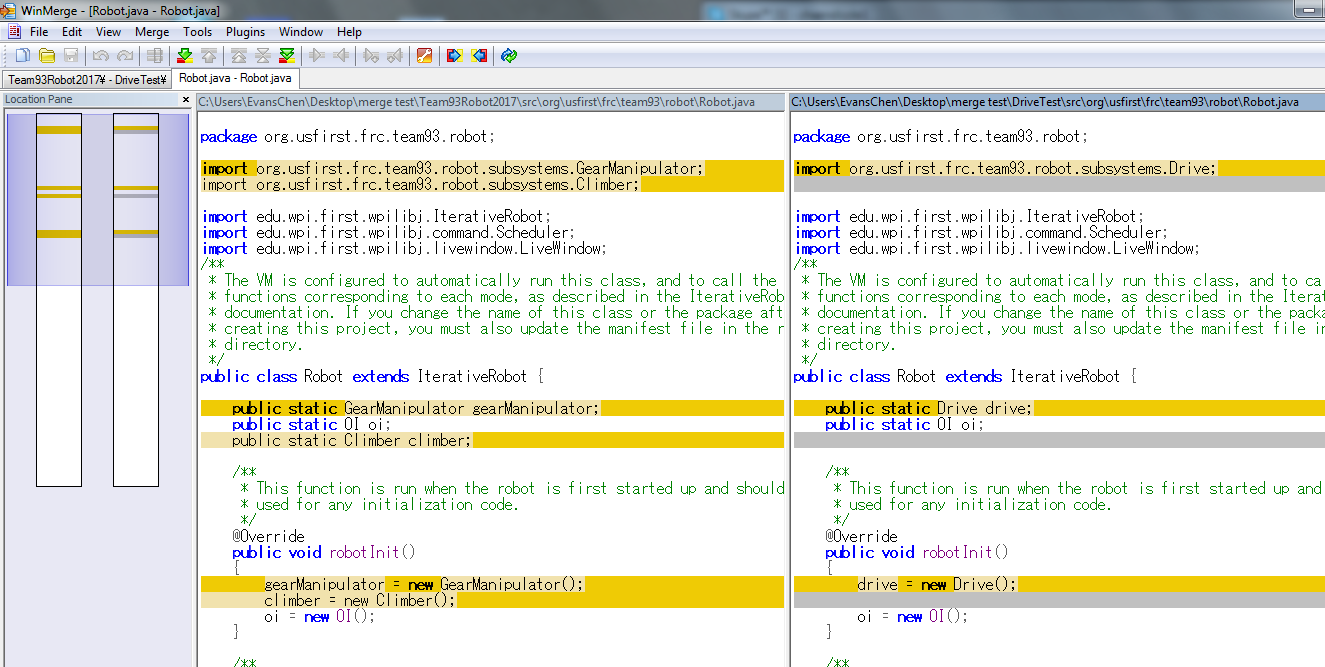 WinMerge - [Robot.java - Robot.java]
File Edit View Merge Tools Plugins Window Help
Team93Robot2017¥ - DriveTest¥ Robot.java - Robot.java
Location Pane ×
C:\Users\EvansChen\Desktop\merge test\Team93Robot2017\src\org\usfirst\frc\team93\robot\Robot.java
package org.usfirst.frc.team93.robot;
import org.usfirst.frc.team93.robot.subsystems.GearManipulator;
import org.usfirst.frc.team93.robot.subsystems.Climber;
import edu.wpi.first.wpilibj.IterativeRobot;
import edu.wpi.first.wpilibj.command.Scheduler;
import edu.wpi.first.wpilibj.livewindow.LiveWindow;
/**
* The VM is configured to automatically run this class, and to call the
* functions corresponding to each mode, as described in the IterativeRob
* documentation. If you change the name of this class or the package aft
* creating this project, you must also update the manifest file in the r
* directory.
*/
public class Robot extends IterativeRobot {
public static GearManipulator gearManipulator;
public static OI oi;
public static Climber climber;
/**
* This function is run when the robot is first started up and should
* used for any initialization code.
*/
@Override
public void robotInit()
{
gearManipulator = new GearManipulator();
climber = new Climber();
oi = new OI();
}
/**
C:\Users\EvansChen\Desktop\merge test\DriveTest\src\org\usfirst\frc\team93\robot\Robot.java
package org.usfirst.frc.team93.robot;
import org.usfirst.frc.team93.robot.subsystems.Drive;
import edu.wpi.first.wpilibj.IterativeRobot;
import edu.wpi.first.wpilibj.command.Scheduler;
import edu.wpi.first.wpilibj.livewindow.LiveWindow;
/**
* The VM is configured to automatically run this class, and to ca
* functions corresponding to each mode, as described in the Iterat
* documentation. If you change the name of this class or the packa
* creating this project, you must also update the manifest file in
* directory.
*/
public class Robot extends IterativeRobot {
public static Drive drive;
public static OI oi;
/**
* This function is run when the robot is first started up and
* used for any initialization code.
*/
@Override
public void robotInit()
{
drive = new Drive();
oi = new OI();
}
/**